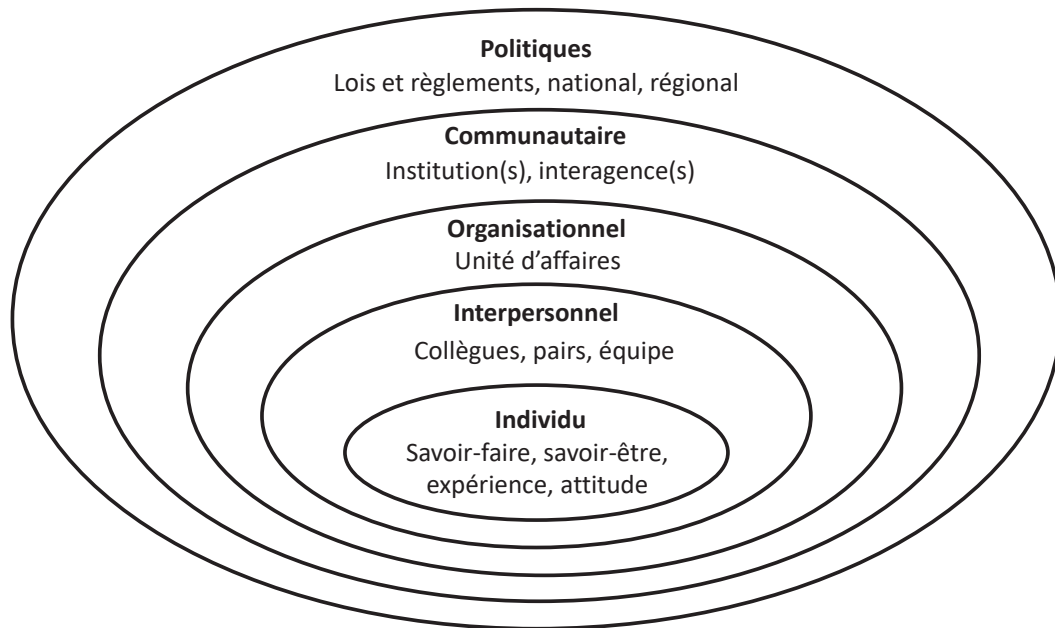 Politiques
Lois et règlements, national, régional
Communautaire
Institution(s), interagence(s)
Organisationnel
Unité d’affaires
Interpersonnel
Collègues, pairs, équipe
Individu
Savoir-faire, savoir-être,
expérience, attitude